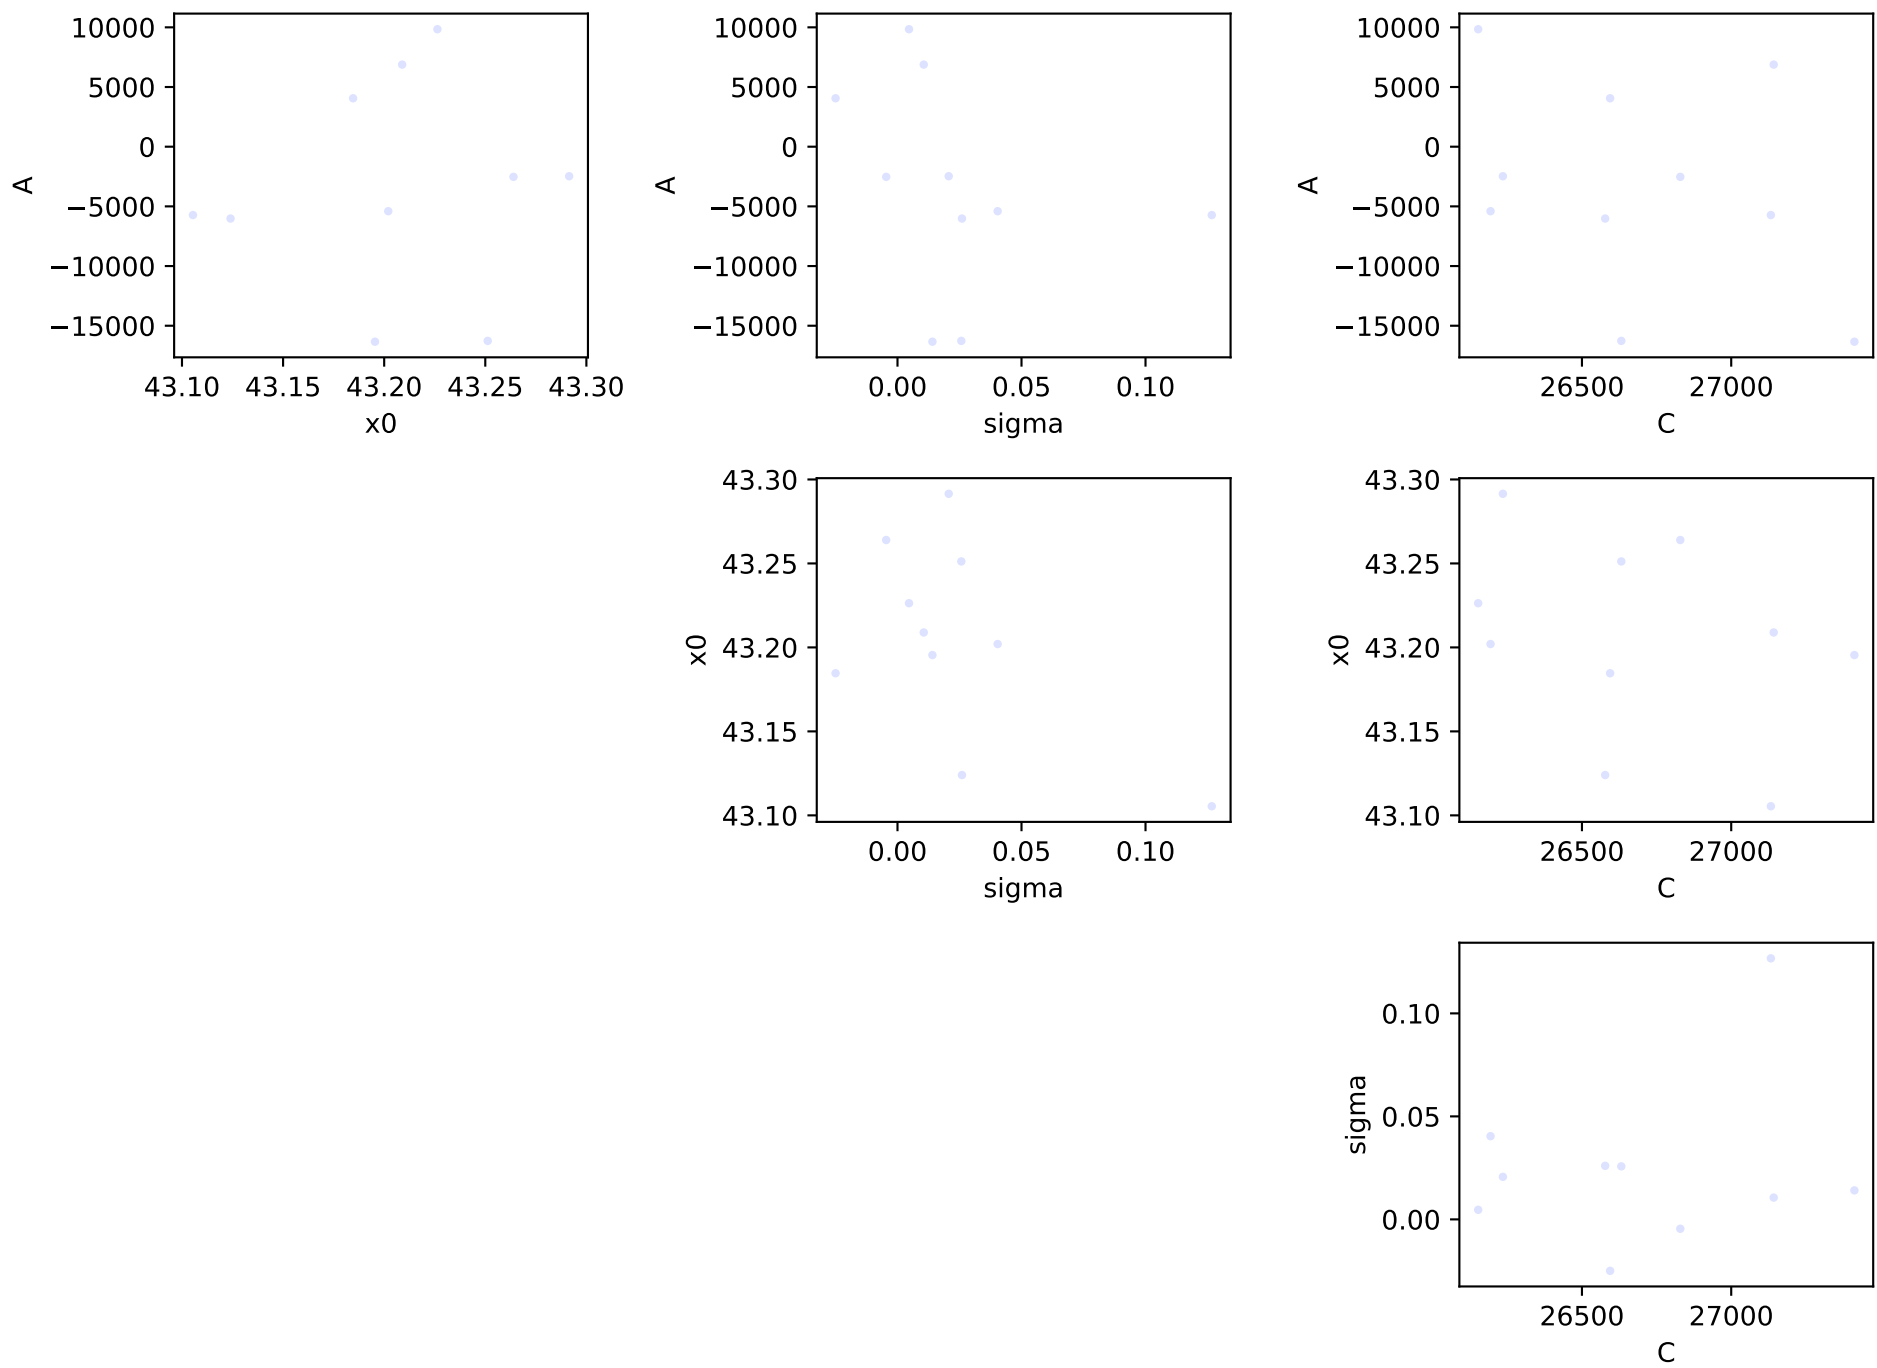 10000 10000 10000
5000 5000 5000
0 0 0
A A A
−5000 −5000 −5000
−10000 −10000 −10000
−15000 −15000 −15000
43.10 43.15 43.20 43.25 43.30 0.00 0.05 0.10 26500 27000
x0 sigma C
43.30 43.30
43.25 43.25
x0 43.20 x0 43.20
43.15 43.15
43.10 43.10
0.00 0.05 0.10 26500 27000
sigma C
0.10
sigma 0.05
0.00
26500 27000
C